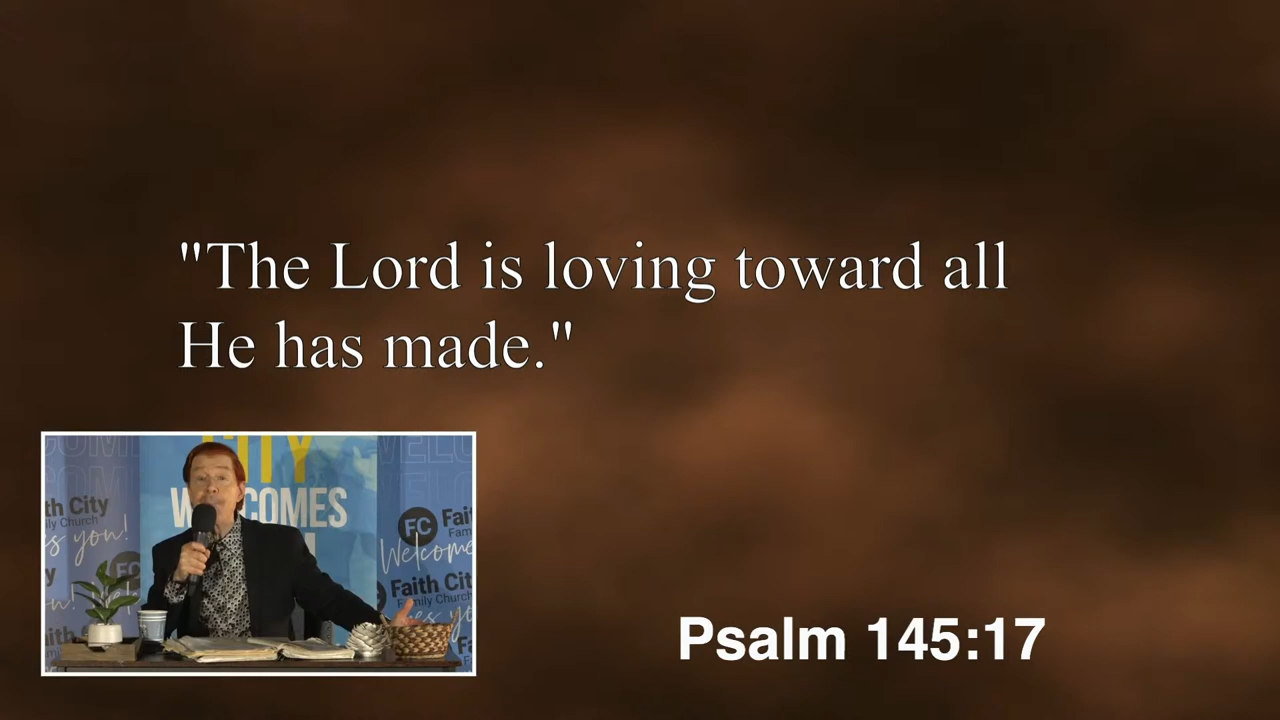 "The Lord is loving toward all
He has made."
CITY
WELCOMES
Faith City
Family Church
Welcome
FC
Faith City
Family Church
Psalm 145:17